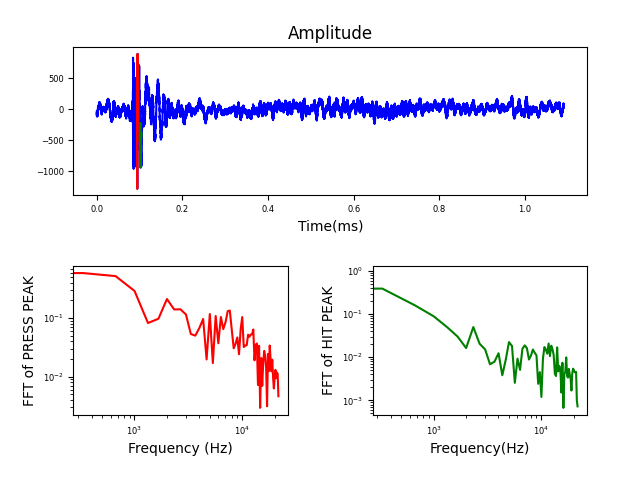 Amplitude
500
0
−500
−1000
0.0 0.2 0.4 0.6 0.8 1.0
Time(ms)
FFT of PRESS PEAK
10⁻¹
10⁻²
10³ 10⁴
Frequency (Hz)
FFT of HIT PEAK
10⁰
10⁻¹
10⁻²
10⁻³
10³ 10⁴
Frequency(Hz)